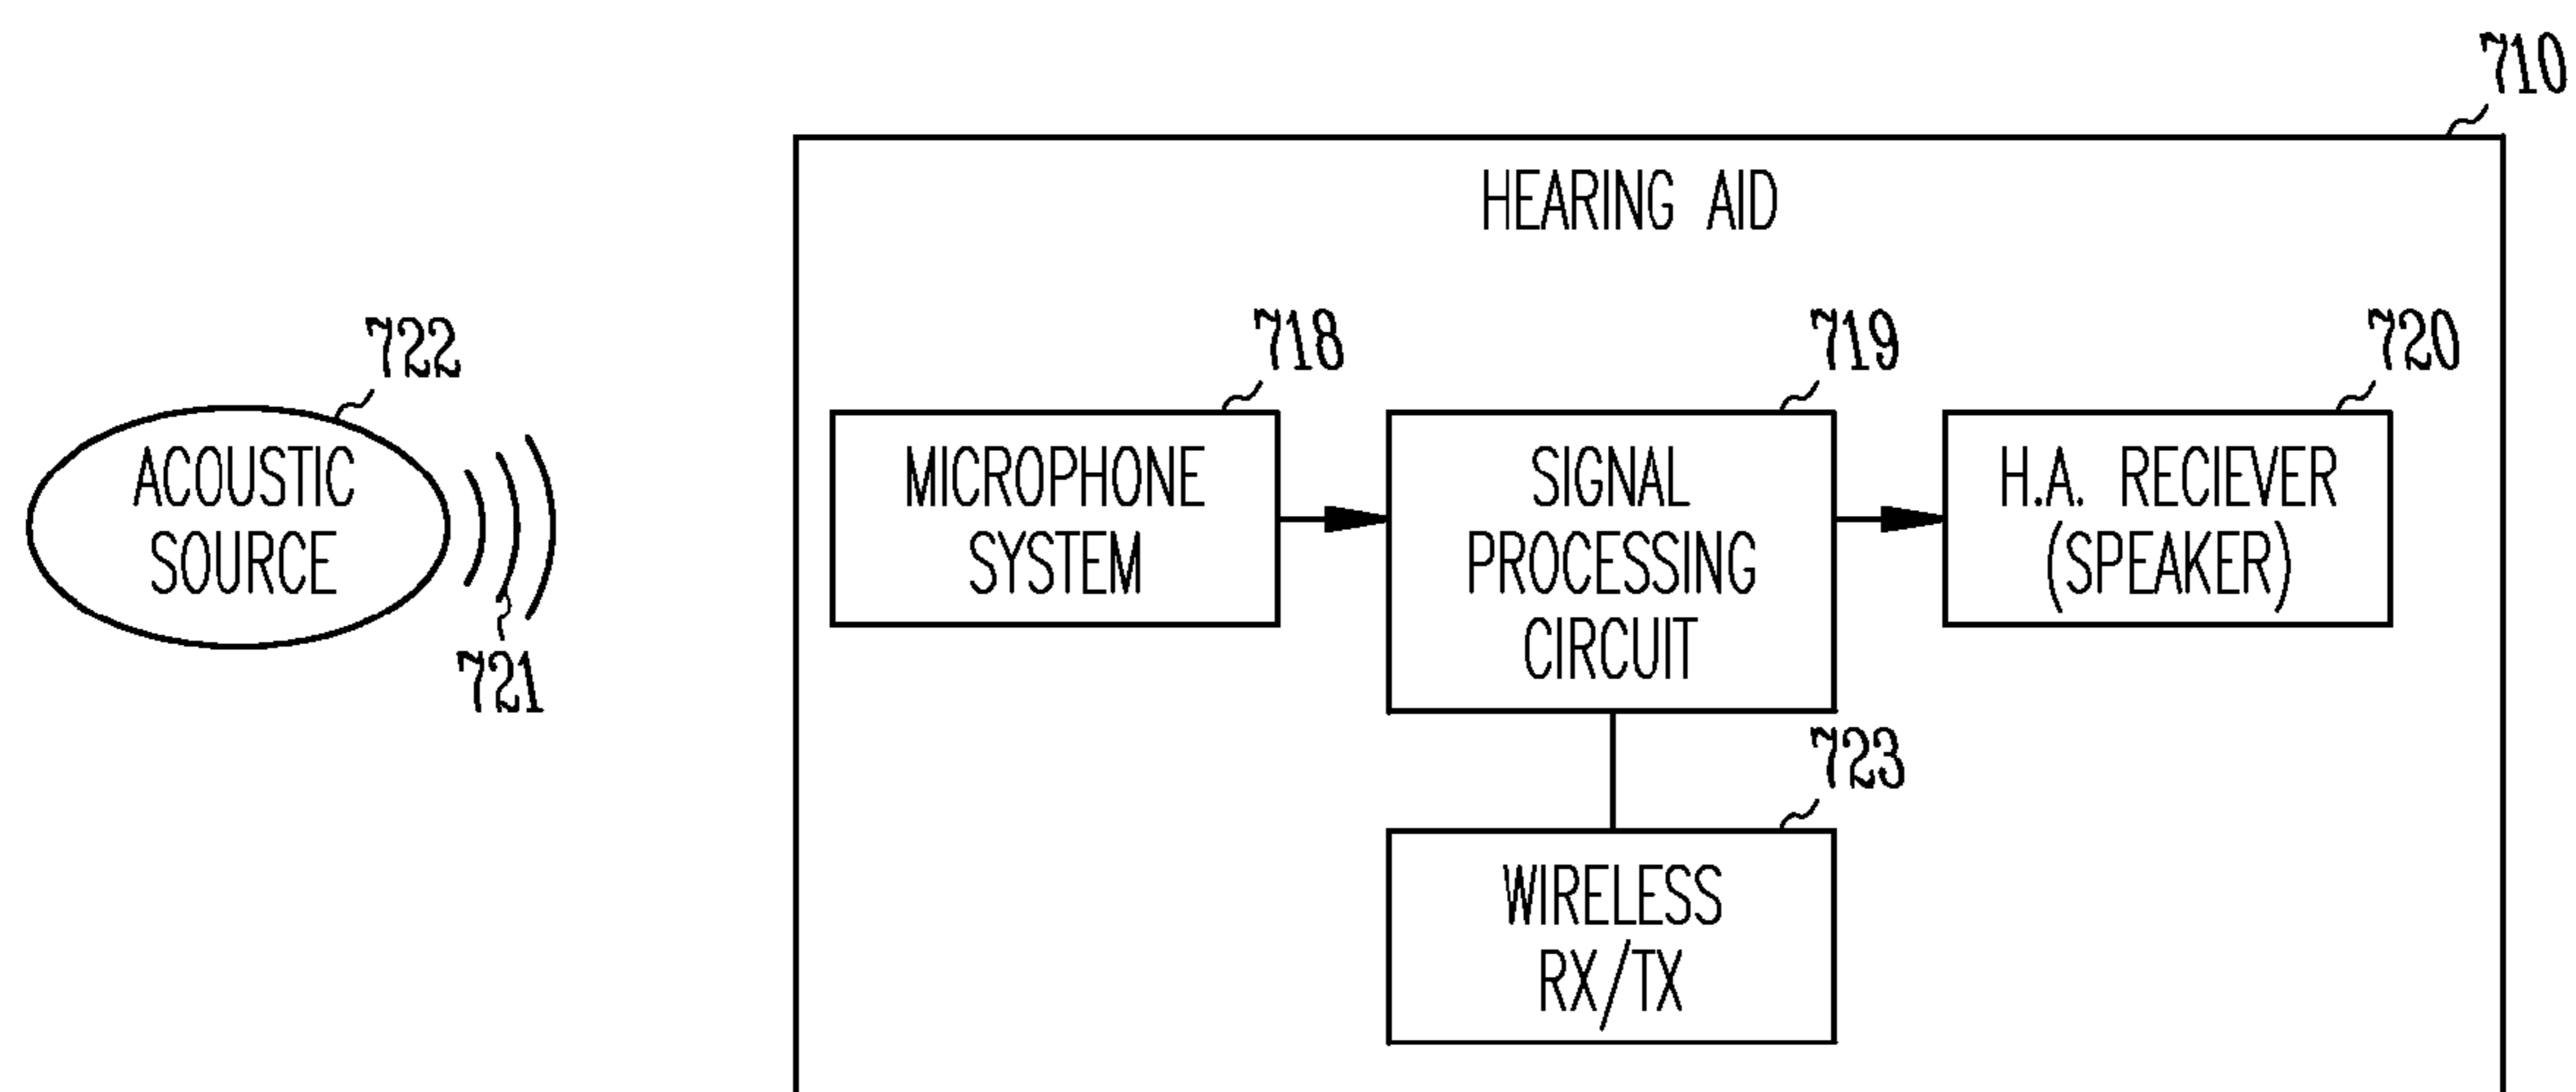 710
HEARING AID
722
718
719
720
ACOUSTIC
SOURCE
721
MICROPHONE
SYSTEM
SIGNAL
PROCESSING
CIRCUIT
H.A. RECIEVER
(SPEAKER)
723
WIRELESS
RX/TX